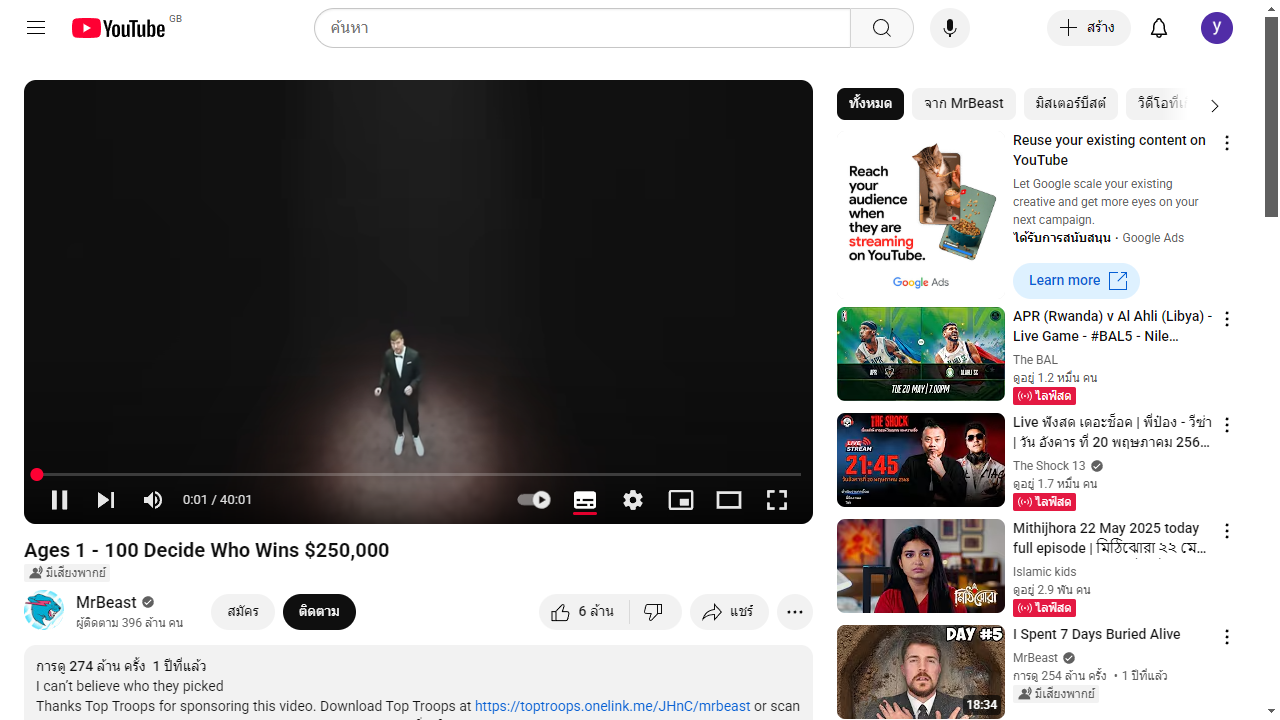 YouTube GB
ค้นหา
สร้าง
y
0:01 / 40:01
Ages 1 - 100 Decide Who Wins $250,000
มีเสียงพากย์
MrBeast
ผู้ติดตาม 396 ล้าน คน
สมัคร
ติดตาม
6 ล้าน
แชร์
การดู 274 ล้าน ครั้ง 1 ปีที่แล้ว
I can't believe who they picked
Thanks Top Troops for sponsoring this video. Download Top Troops at https://toptroops.onelink.me/JHnC/mrbeast or scan
ทั้งหมด
จาก MrBeast
มิสเตอร์บีสต์
Reach
your
audience
when
they are
streaming
on YouTube.
Google Ads
Reuse your existing content on
YouTube
Let Google scale your existing
creative and get more eyes on your
next campaign.
ได้รับการสนับสนุน · Google Ads
Learn more
TUE 20 MAY | 7:00PM
APR (Rwanda) v Al Ahli (Libya) -
Live Game - #BAL5 - Nile...
The BAL
ดูอยู่ 1.2 หมื่น คน
ไลฟ์สด
THE SHOCK
LIVE
STREAM
21:45
Live ฟังสด เดอะช็อค | พี่ป๋อง - วีซ่า
| วัน อังคาร ที่ 20 พฤษภาคม 256...
The Shock 13
ดูอยู่ 1.7 หมื่น คน
ไลฟ์สด
মিঠিঝোরা
Mithijhora 22 May 2025 today
full episode | মিঠিঝোরা ২২ মে...
Islamic kids
ดูอยู่ 2.9 พัน คน
ไลฟ์สด
DAY #5
18:34
I Spent 7 Days Buried Alive
MrBeast
การดู 254 ล้าน ครั้ง • 1 ปีที่แล้ว
มีเสียงพากย์